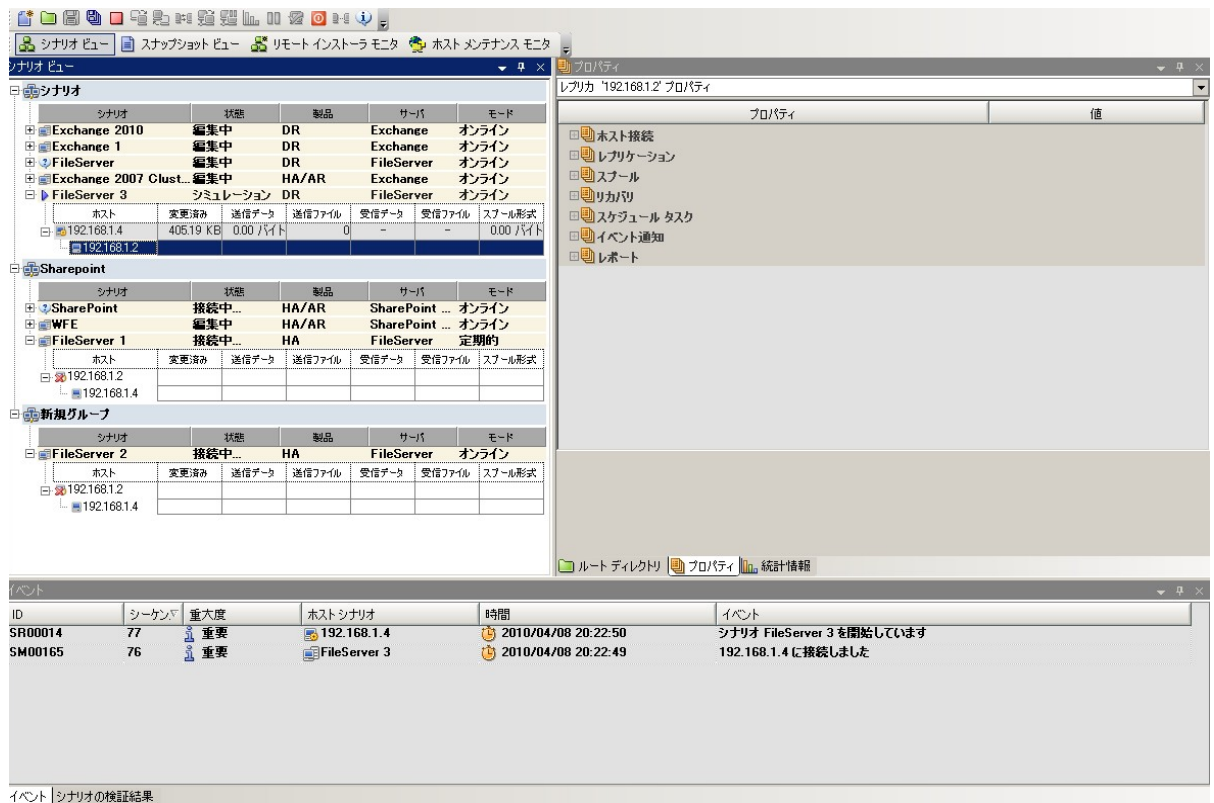 シナリオ ビュー スナップショット ビュー リモート インストーラ モニタ ホスト メンテナンス モニタ
シナリオ ビュー
シナリオ
シナリオ 状態 製品 サーバ モード
Exchange 2010 編集中 DR Exchange オンライン
Exchange 1 編集中 DR Exchange オンライン
FileServer 編集中 DR FileServer オンライン
Exchange 2007 Clust... 編集中 HA/AR Exchange オンライン
FileServer 3 シミュレーション DR FileServer オンライン
ホスト 変更済み 送信データ 送信ファイル 受信データ 受信ファイル スプール形式
192.168.1.4 405.19 KB 0.00 バイト 0 - - 0.00 バイト
192.168.1.2
Sharepoint
シナリオ 状態 製品 サーバ モード
SharePoint 接続中... HA/AR SharePoint ... オンライン
WFE 編集中 HA/AR SharePoint ... オンライン
FileServer 1 接続中... HA FileServer 定期的
ホスト 変更済み 送信データ 送信ファイル 受信データ 受信ファイル スプール形式
192.168.1.2
192.168.1.4
新規グループ
シナリオ 状態 製品 サーバ モード
FileServer 2 接続中... HA FileServer オンライン
ホスト 変更済み 送信データ 送信ファイル 受信データ 受信ファイル スプール形式
192.168.1.2
192.168.1.4
プロパティ
レプリカ '192.168.1.2' プロパティ
プロパティ 値
ホスト接続
レプリケーション
スプール
リカバリ
スケジュール タスク
イベント通知
レポート
ルート ディレクトリ プロパティ 統計情報
イベント
ID シーケン 重大度 ホスト シナリオ 時間 イベント
SR00014 77 重要 192.168.1.4 2010/04/08 20:22:50 シナリオ FileServer 3 を開始しています
SM00165 76 重要 FileServer 3 2010/04/08 20:22:49 192.168.1.4 に接続しました
イベント シナリオの検証結果